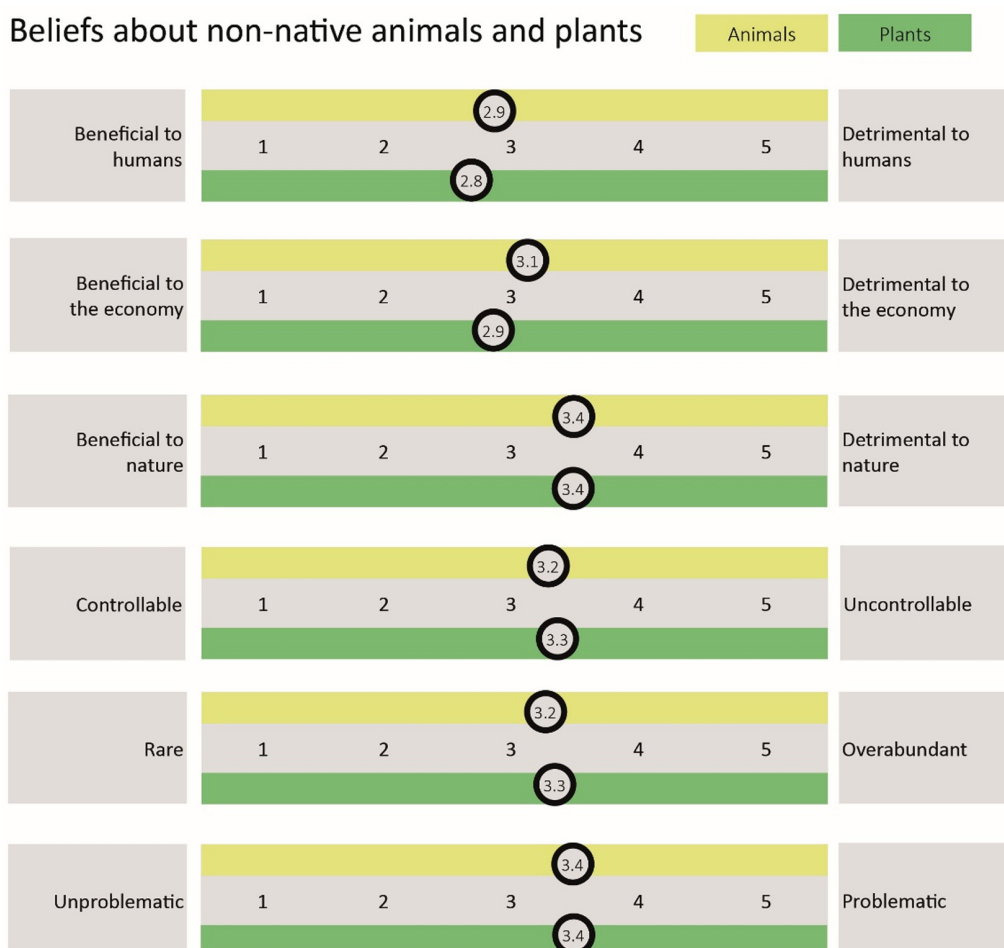 Beliefs about non-native animals and plants
Animals
Plants
Beneficial to
humans
2.9
1 2 3 4 5
2.8
Detrimental to
humans
Beneficial to
the economy
3.1
1 2 3 4 5
2.9
Detrimental to
the economy
Beneficial to
nature
3.4
1 2 3 4 5
3.4
Detrimental to
nature
Controllable
3.2
1 2 3 4 5
3.3
Uncontrollable
Rare
3.2
1 2 3 4 5
3.3
Overabundant
Unproblematic
3.4
1 2 3 4 5
3.4
Problematic